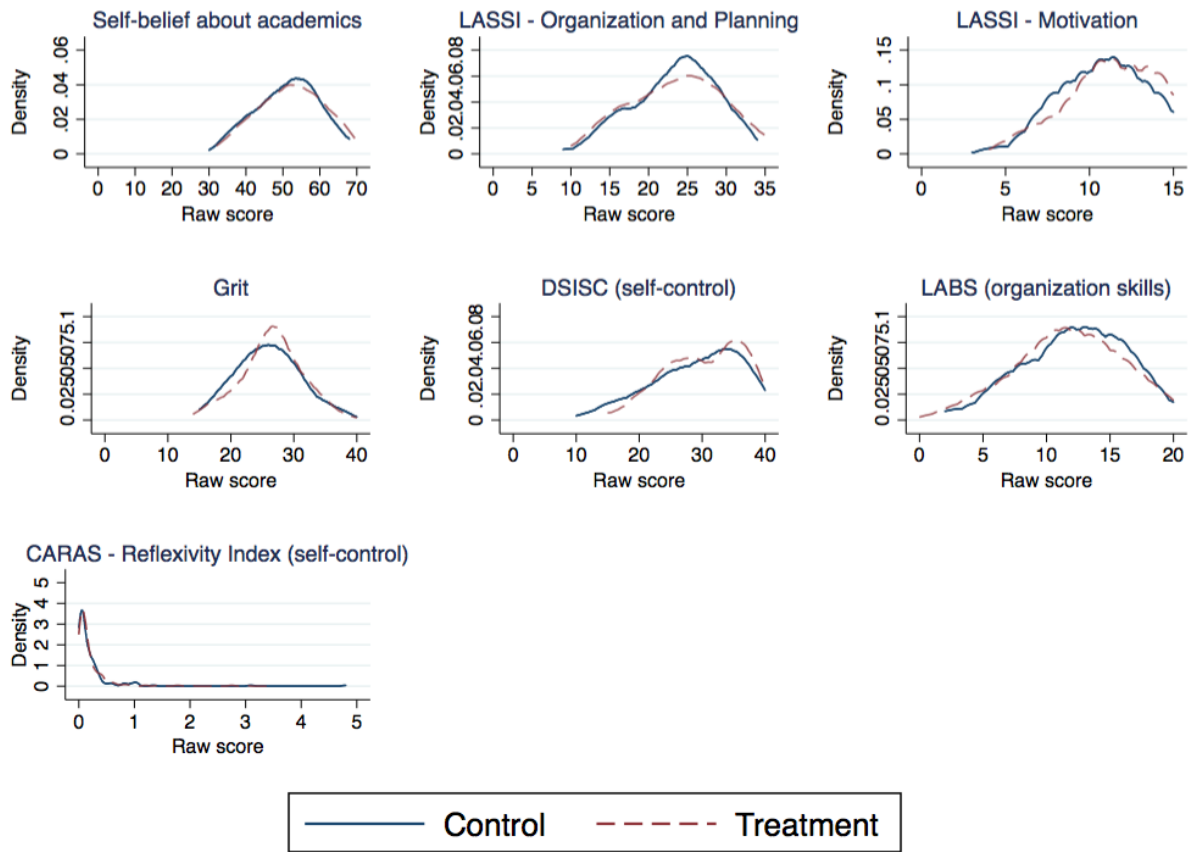 Self-belief about academics
LASSI - Organization and Planning
LASSI - Motivation
Density
0 .02 .04 .06
0 10 20 30 40 50 60 70
Raw score
Density
0 .02.04.06.08
0 5 10 15 20 25 30 35
Raw score
Density
0 .05 .1 .15
0 5 10 15
Raw score
Grit
DSISC (self-control)
LABS (organization skills)
Density
0.02505075.1
0 10 20 30 40
Raw score
Density
0.02.04.06.08
0 10 20 30 40
Raw score
Density
0.02505075.1
0 5 10 15 20
Raw score
CARAS - Reflexivity Index (self-control)
Density
0 1 2 3 4 5
0 1 2 3 4 5
Raw score
Control
Treatment